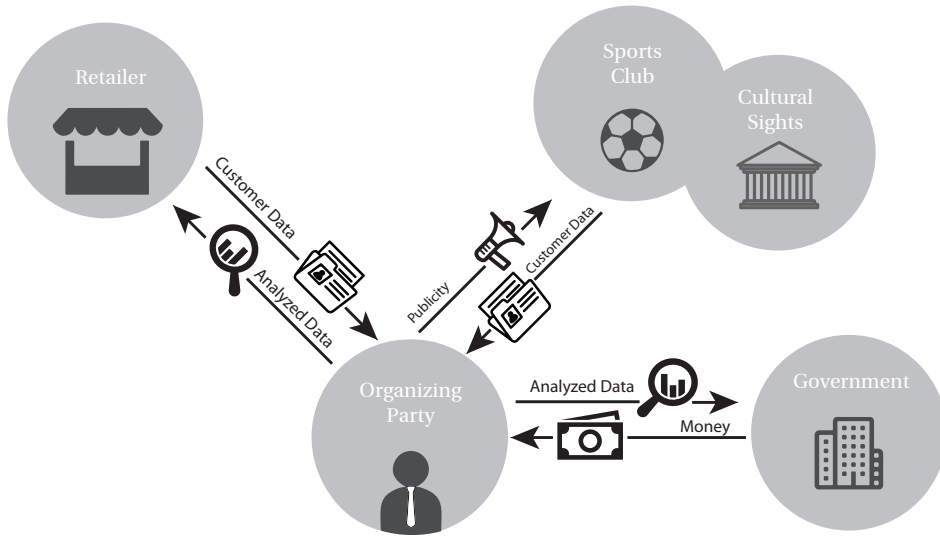 Retailer
Sports
Club
Cultural
Sights
Customer Data
Analyzed Data
Publicity
Customer Data
Organizing
Party
Analyzed Data
Money
Government